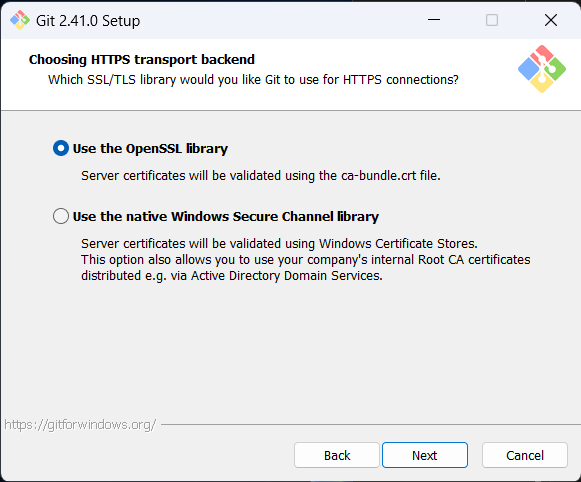 Git 2.41.0 Setup
Choosing HTTPS transport backend
Which SSL/TLS library would you like Git to use for HTTPS connections?
Use the OpenSSL library
Server certificates will be validated using the ca-bundle.crt file.
Use the native Windows Secure Channel library
Server certificates will be validated using Windows Certificate Stores.
This option also allows you to use your company's internal Root CA certificates
distributed e.g. via Active Directory Domain Services.
https://gitforwindows.org/
Back Next Cancel